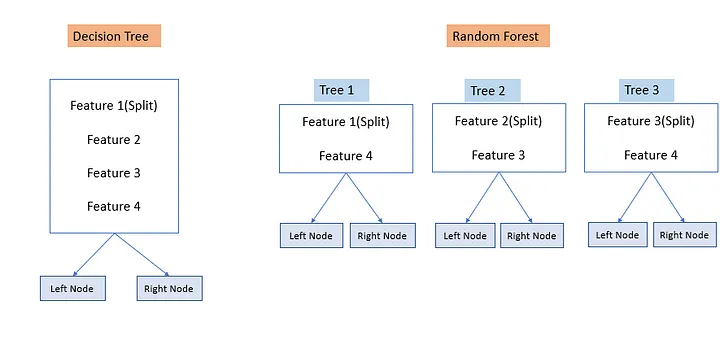 Decision Tree
Feature 1(Split)
Feature 2
Feature 3
Feature 4
Left Node
Right Node
Random Forest
Tree 1
Feature 1(Split)
Feature 4
Left Node
Right Node
Tree 2
Feature 2(Split)
Feature 3
Left Node
Right Node
Tree 3
Feature 3(Split)
Feature 4
Left Node
Right Node